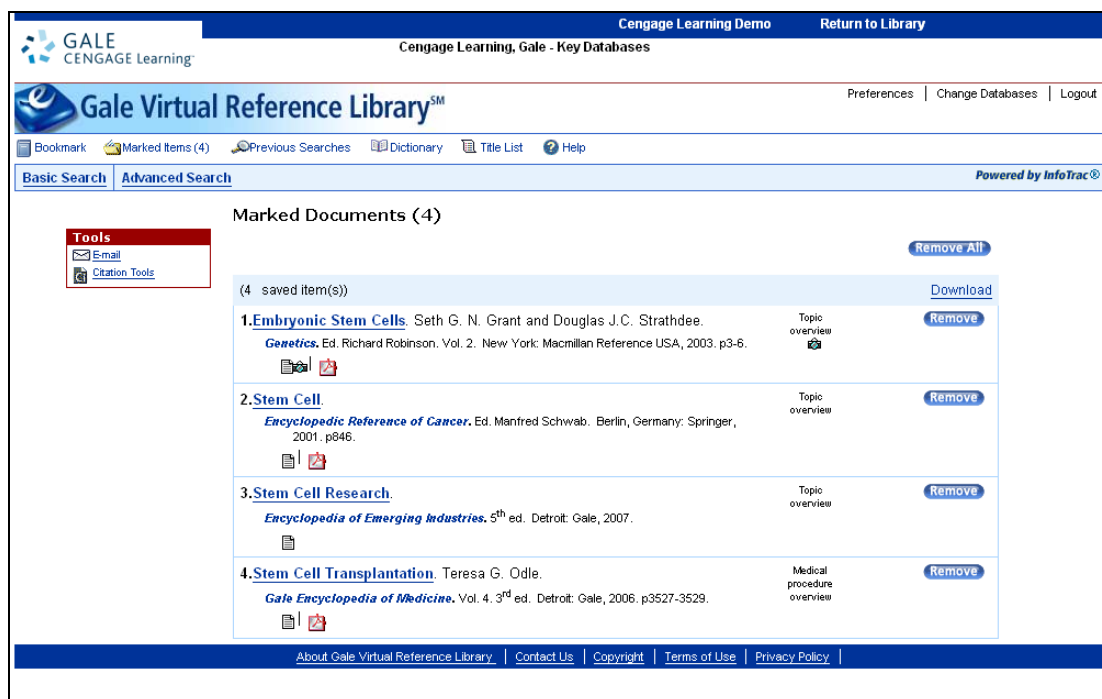 Cengage Learning Demo Return to Library
GALE
CENGAGE Learning
Cengage Learning, Gale - Key Databases
Gale Virtual Reference Library SM
Preferences | Change Databases | Logout
Bookmark Marked Items (4) Previous Searches Dictionary Title List Help
Basic Search | Advanced Search
Powered by InfoTrac®
Marked Documents (4)
Tools
E-mail
Citation Tools
Remove All
(4 saved item(s)) Download
1.Embryonic Stem Cells. Seth G. N. Grant and Douglas J.C. Strathdee.
Genetics. Ed. Richard Robinson. Vol. 2. New York: Macmillan Reference USA, 2003. p3-6.
Topic
overview
Remove
2.Stem Cell.
Encyclopedic Reference of Cancer. Ed. Manfred Schwab. Berlin, Germany: Springer,
2001. p846.
Topic
overview
Remove
3.Stem Cell Research.
Encyclopedia of Emerging Industries. 5th ed. Detroit: Gale, 2007.
Topic
overview
Remove
4.Stem Cell Transplantation. Teresa G. Odle.
Gale Encyclopedia of Medicine. Vol. 4. 3rd ed. Detroit: Gale, 2006. p3527-3529.
Medical
procedure
overview
Remove
About Gale Virtual Reference Library | Contact Us | Copyright | Terms of Use | Privacy Policy |